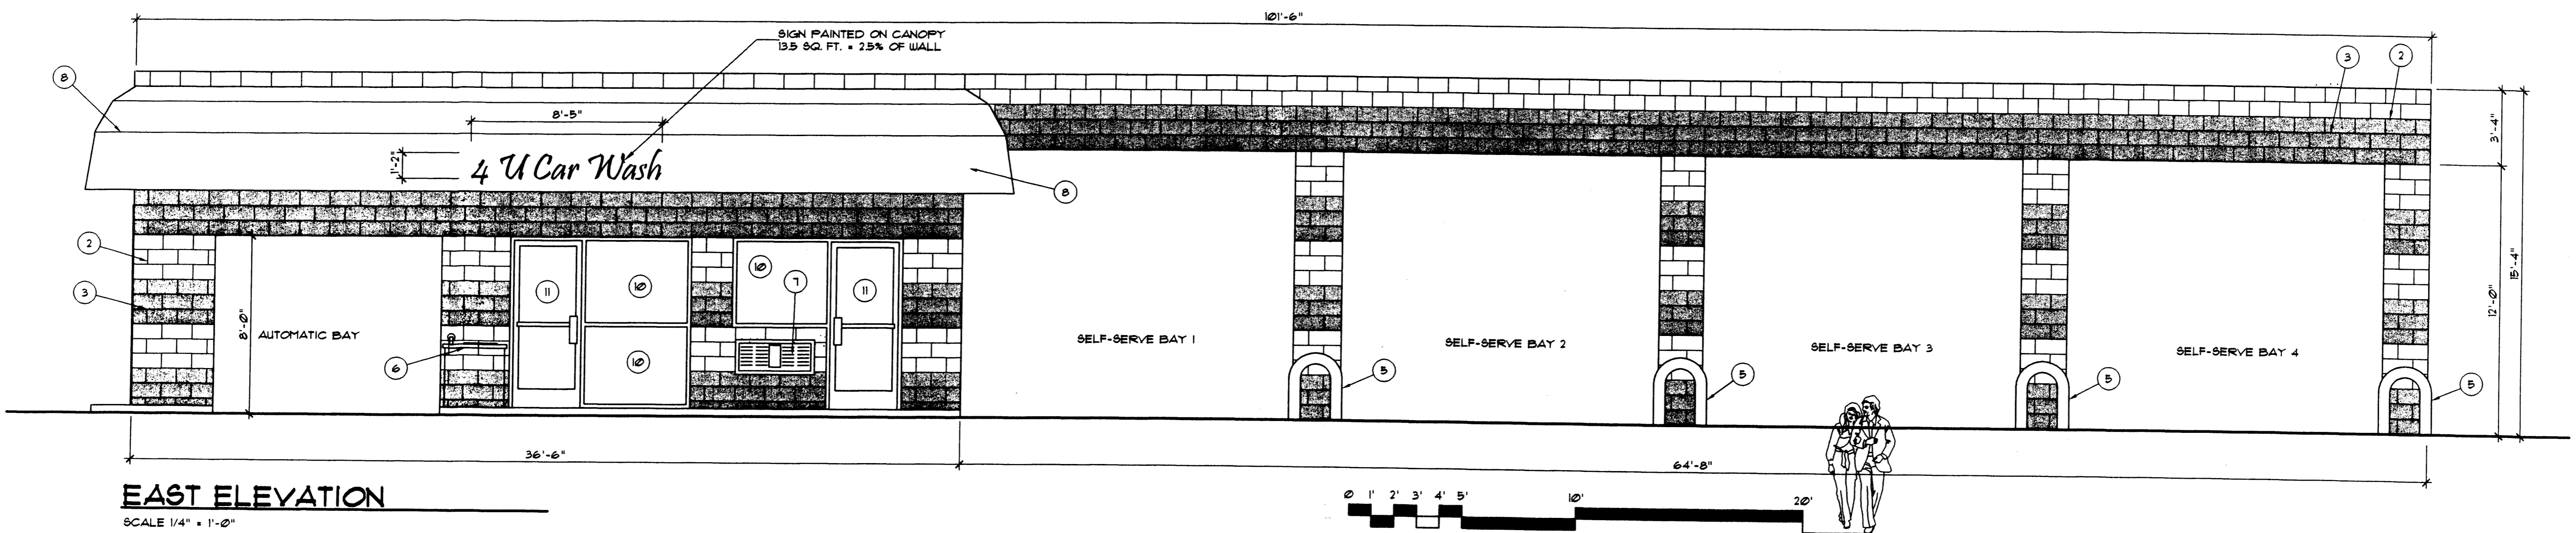 101'-6"
SIGN PAINTED ON CANOPY
13.5 SQ. FT. = 2.5% OF WALL
8
3
2
8'-5"
1'-2"
4 U Car Wash
8
3'-4"
15'-4"
12'-0"
2
3
8'-0"
AUTOMATIC BAY
6
11
10
10
10
7
11
SELF-SERVE BAY 1
SELF-SERVE BAY 2
SELF-SERVE BAY 3
SELF-SERVE BAY 4
5
5
5
5
36'-6"
64'-8"
EAST ELEVATION
SCALE 1/4" = 1'-0"
0 1' 2' 3' 4' 5' 10' 20'